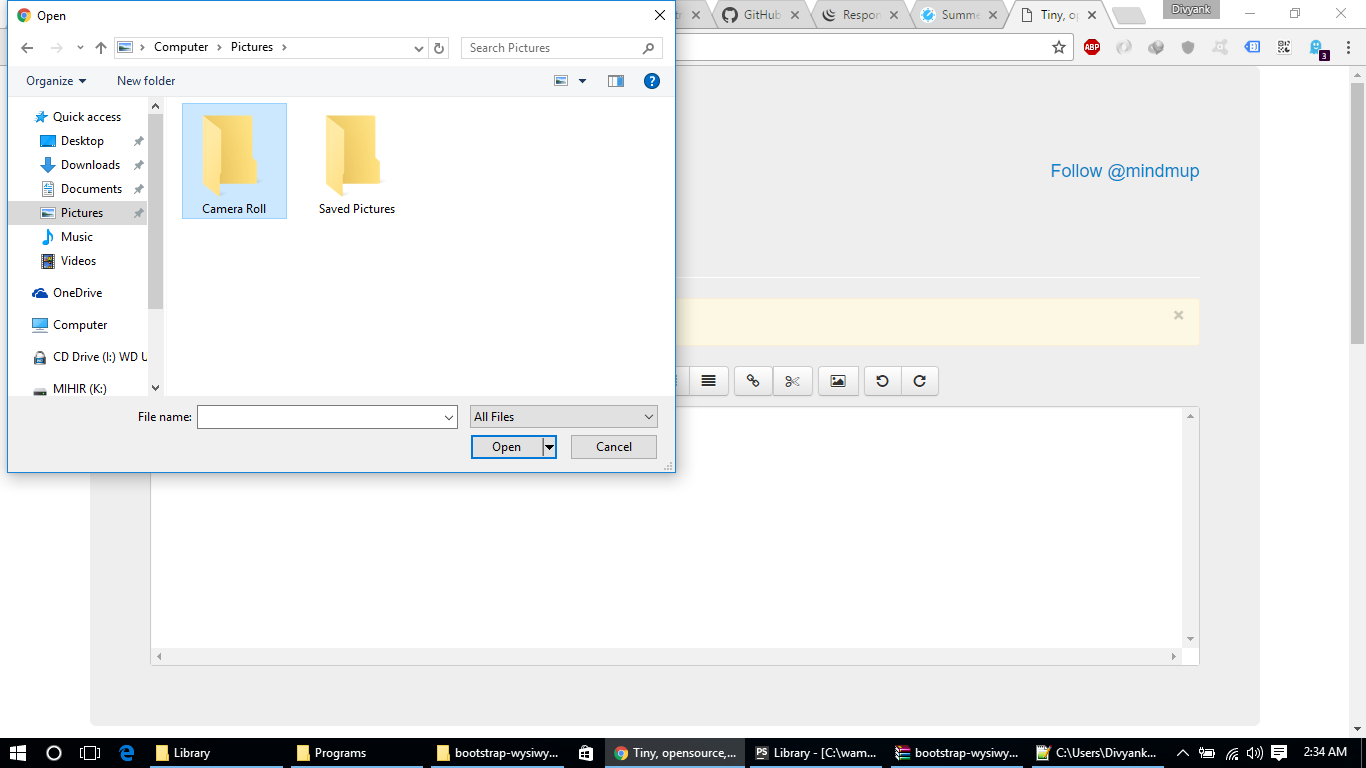 Open
GitHub
Respor
Summe
Tiny, op
Divyank
Computer
Pictures
Search Pictures
ABP
3
Organize
New folder
Quick access
Desktop
Downloads
Documents
Pictures
Music
Videos
OneDrive
Computer
CD Drive (I:) WD U
MIHIR (K:)
Camera Roll
Saved Pictures
Follow @mindmup
File name:
All Files
Open
Cancel
Library
Programs
bootstrap-wysiwy...
Tiny, opensource,...
Library - [C:\wam...
bootstrap-wysiwy...
C:\Users\Divyank...
2:34 AM